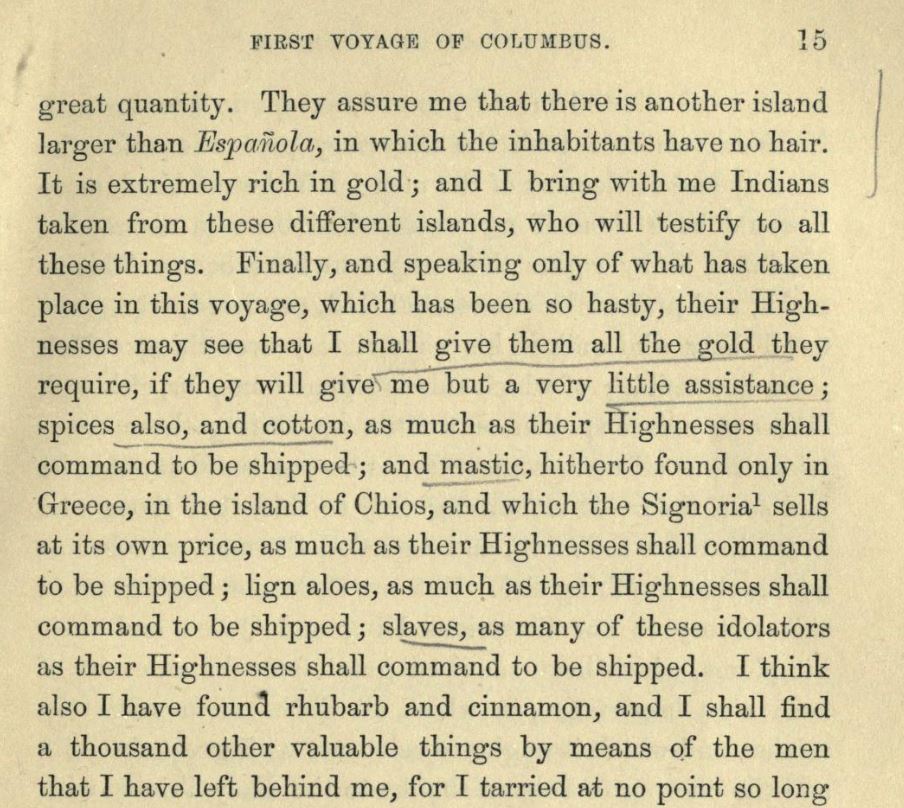 FIRST VOYAGE OF COLUMBUS. 15
great quantity. They assure me that there is another island
larger than Española, in which the inhabitants have no hair.
It is extremely rich in gold; and I bring with me Indians
taken from these different islands, who will testify to all
these things. Finally, and speaking only of what has taken
place in this voyage, which has been so hasty, their High-
nesses may see that I shall give them all the gold they
require, if they will give me but a very little assistance;
spices also, and cotton, as much as their Highnesses shall
command to be shipped; and mastic, hitherto found only in
Greece, in the island of Chios, and which the Signoria¹ sells
at its own price, as much as their Highnesses shall command
to be shipped; lign aloes, as much as their Highnesses shall
command to be shipped; slaves, as many of these idolators
as their Highnesses shall command to be shipped. I think
also I have found rhubarb and cinnamon, and I shall find
a thousand other valuable things by means of the men
that I have left behind me, for I tarried at no point so long